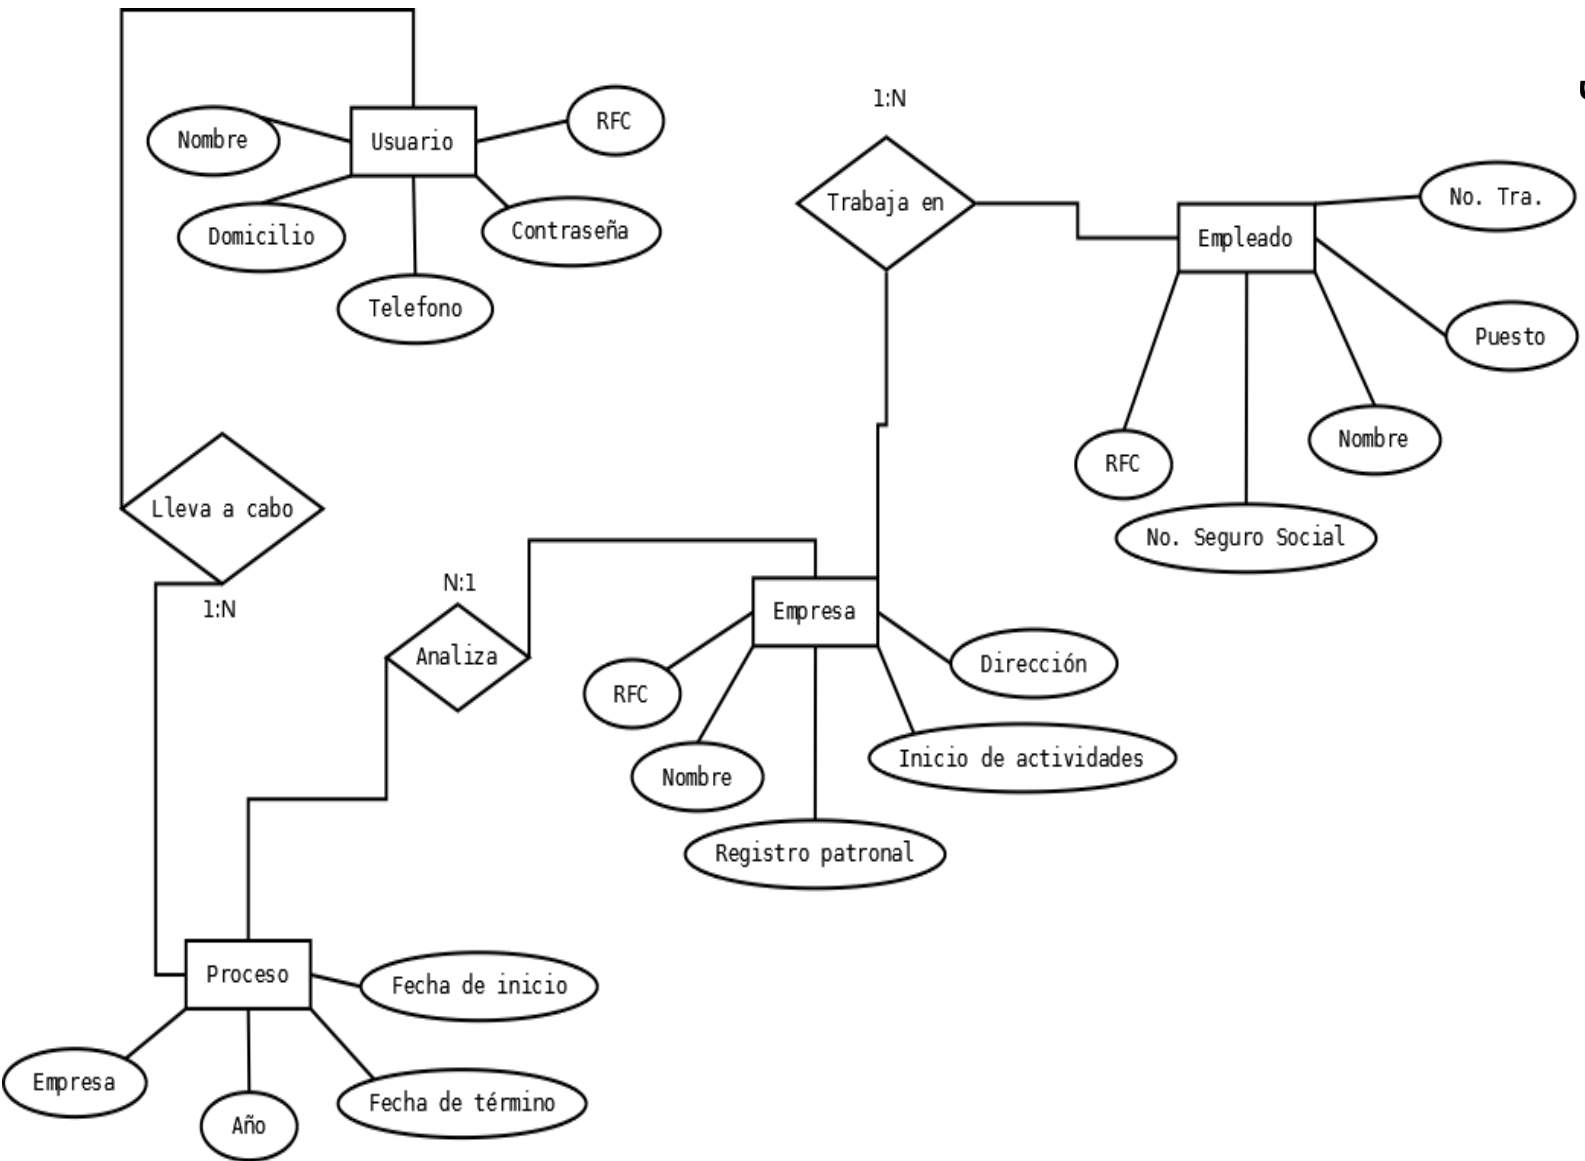 Usuario
Nombre
RFC
Domicilio
Contraseña
Telefono
1:N
Trabaja en
Empleado
No. Tra.
Puesto
Nombre
RFC
No. Seguro Social
Lleva a cabo
1:N
N:1
Analiza
Empresa
RFC
Dirección
Nombre
Inicio de actividades
Registro patronal
Proceso
Fecha de inicio
Empresa
Año
Fecha de término